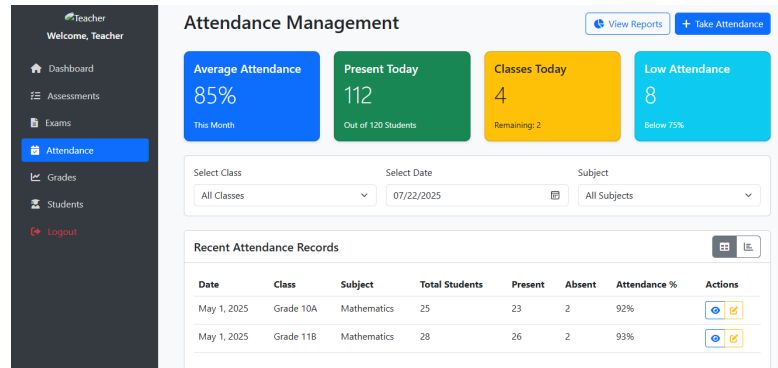 Teacher
Welcome, Teacher
Dashboard
Assessments
Exams
Attendance
Grades
Students
Logout
Attendance Management
View Reports
Take Attendance
Average Attendance
85%
This Month
Present Today
112
Out of 120 Students
Classes Today
4
Remaining: 2
Low Attendance
8
Below 75%
Select Class
All Classes
Select Date
07/22/2025
Subject
All Subjects
Recent Attendance Records
Date Class Subject Total Students Present Absent Attendance % Actions
May 1, 2025 Grade 10A Mathematics 25 23 2 92%
May 1, 2025 Grade 11B Mathematics 28 26 2 93%